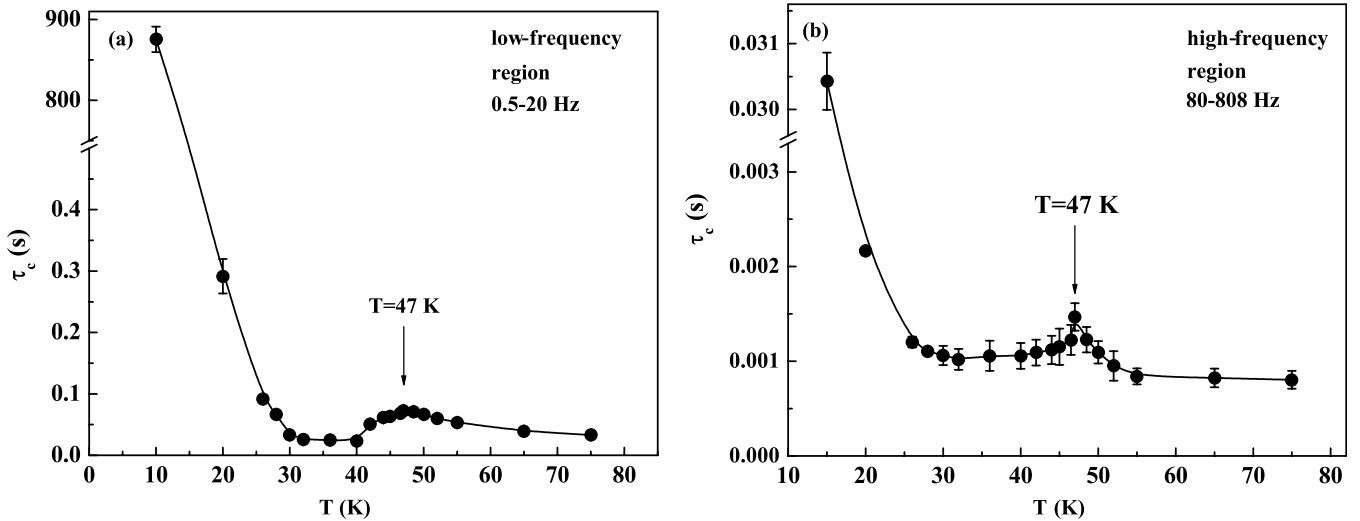 (a)
low-frequency
region
0.5-20 Hz
T=47 K
900
800
0.4
0.3
0.2
0.1
0.0
τc (s)
0 10 20 30 40 50 60 70 80
T (K)
(b)
high-frequency
region
80-808 Hz
T=47 K
0.031
0.030
0.003
0.002
0.001
0.000
τc (s)
10 20 30 40 50 60 70 80
T (K)